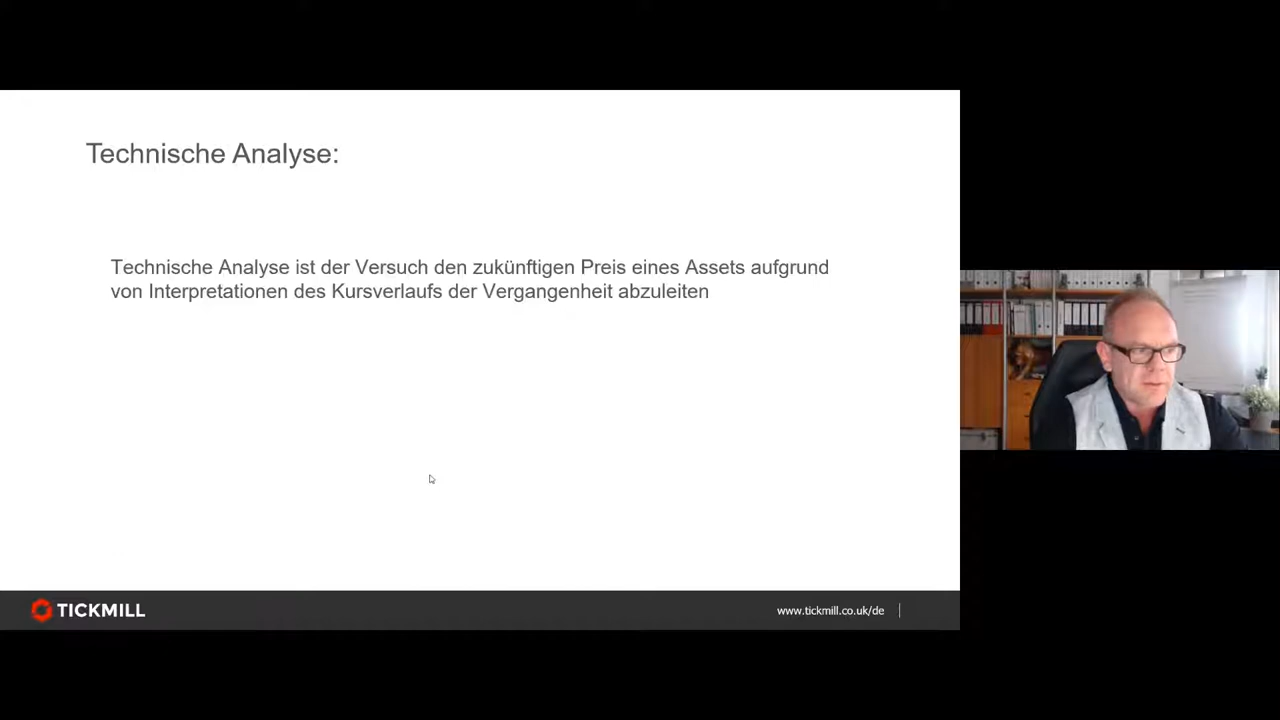 Technische Analyse:
Technische Analyse ist der Versuch den zukünftigen Preis eines Assets aufgrund
von Interpretationen des Kursverlaufs der Vergangenheit abzuleiten
TICKMILL
www.tickmill.co.uk/de